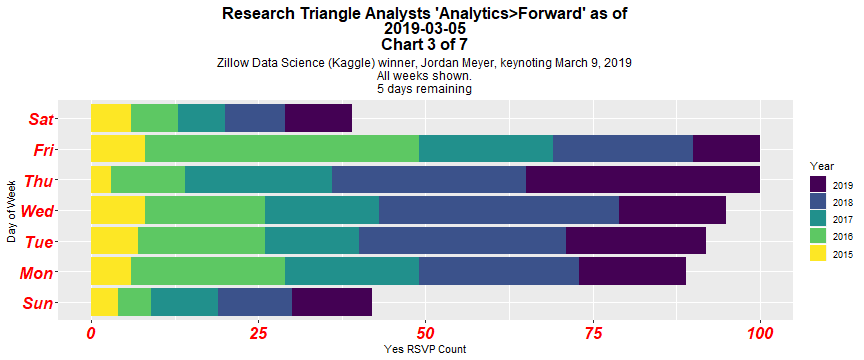 Research Triangle Analysts 'Analytics>Forward' as of
2019-03-05
Chart 3 of 7
Zillow Data Science (Kaggle) winner, Jordan Meyer, keynoting March 9, 2019
All weeks shown.
5 days remaining
Day of Week
Sat
Fri
Thu
Wed
Tue
Mon
Sun
0 25 50 75 100
Yes RSVP Count
Year
2019
2018
2017
2016
2015